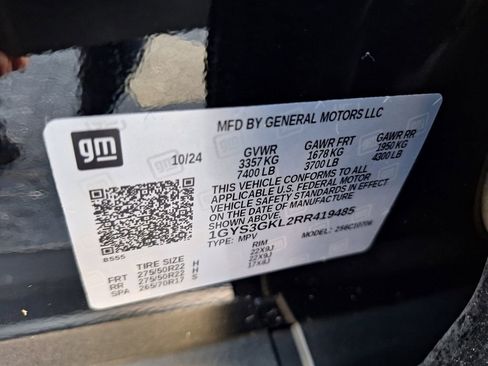 MFD BY GENERAL MOTORS LLC
gm
10/24
GVWR GAWR FRT GAWR RR
3357 KG 1678 KG 1950 KG
7400 LB 3700 LB 4300 LB
THIS VEHICLE CONFORMS TO ALL
APPLICABLE U.S. FEDERAL MOTOR
VEHICLE SAFETY STANDARDS IN EFFECT
ON THE DATE OF MANUFACTURE
SHOWN ABOVE.
1GYS3GKL2RR419485
TYPE: MPV MODEL:
8555
TIRE SIZE RIM
FRT 275/50R22 H 22X9J
RR 275/50R22 H 22X9J
SPA 265/70R17 S 17X8J